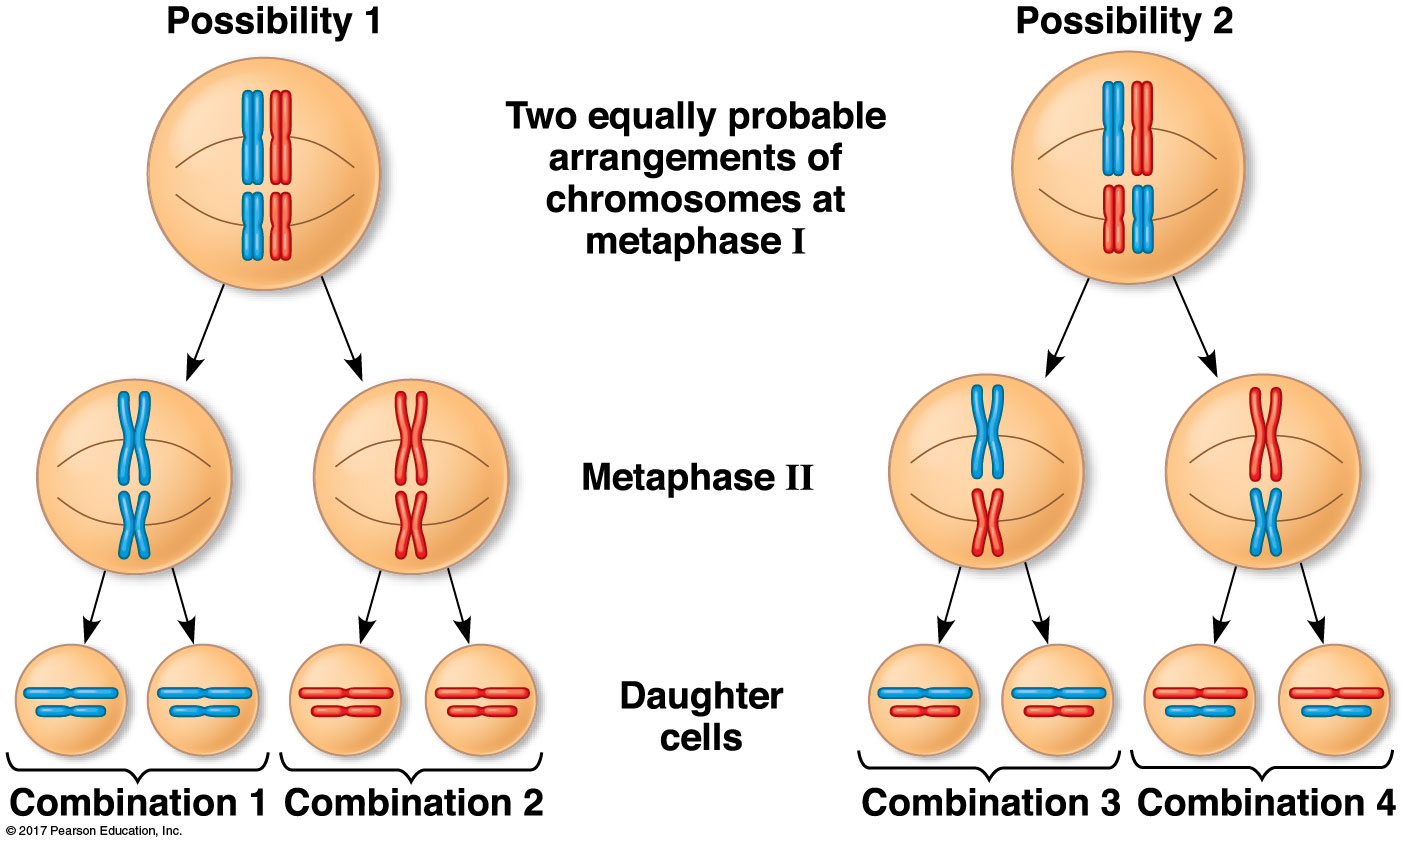 Possibility 1
Possibility 2
Two equally probable
arrangements of
chromosomes at
metaphase I
Metaphase II
Daughter
cells
Combination 1
Combination 2
Combination 3
Combination 4
© 2017 Pearson Education, Inc.